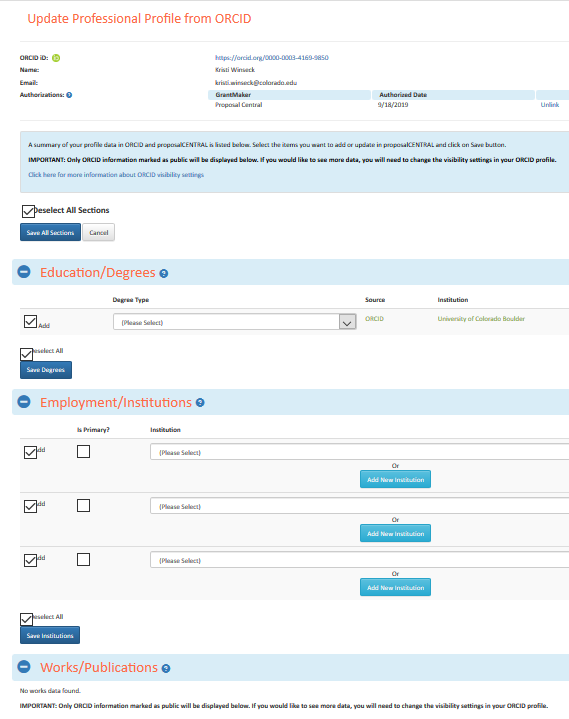 Update Professional Profile from ORCID
ORCID iD: iD https://orcid.org/0000-0003-4169-9850
Name: Kristi Winseck
Email: kristi.winseck@colorado.edu
Authorizations: ? GrantMaker Authorized Date
Proposal Central 9/18/2019 Unlink
A summary of your profile data in ORCID and proposalCENTRAL is listed below. Select the items you want to add or update in proposalCENTRAL and click on Save button.
IMPORTANT: Only ORCID information marked as public will be displayed below. If you would like to see more data, you will need to change the visibility settings in your ORCID profile.
Click here for more information about ORCID visibility settings
Deselect All Sections
Save All Sections Cancel
Education/Degrees ?
Degree Type Source Institution
Add (Please Select) ORCID University of Colorado Boulder
eselect All
Save Degrees
Employment/Institutions ?
Is Primary? Institution
dd (Please Select)
Or
Add New Institution
dd (Please Select)
Or
Add New Institution
dd (Please Select)
Or
Add New Institution
eselect All
Save Institutions
Works/Publications ?
No works data found.
IMPORTANT: Only ORCID information marked as public will be displayed below. If you would like to see more data, you will need to change the visibility settings in your ORCID profile.